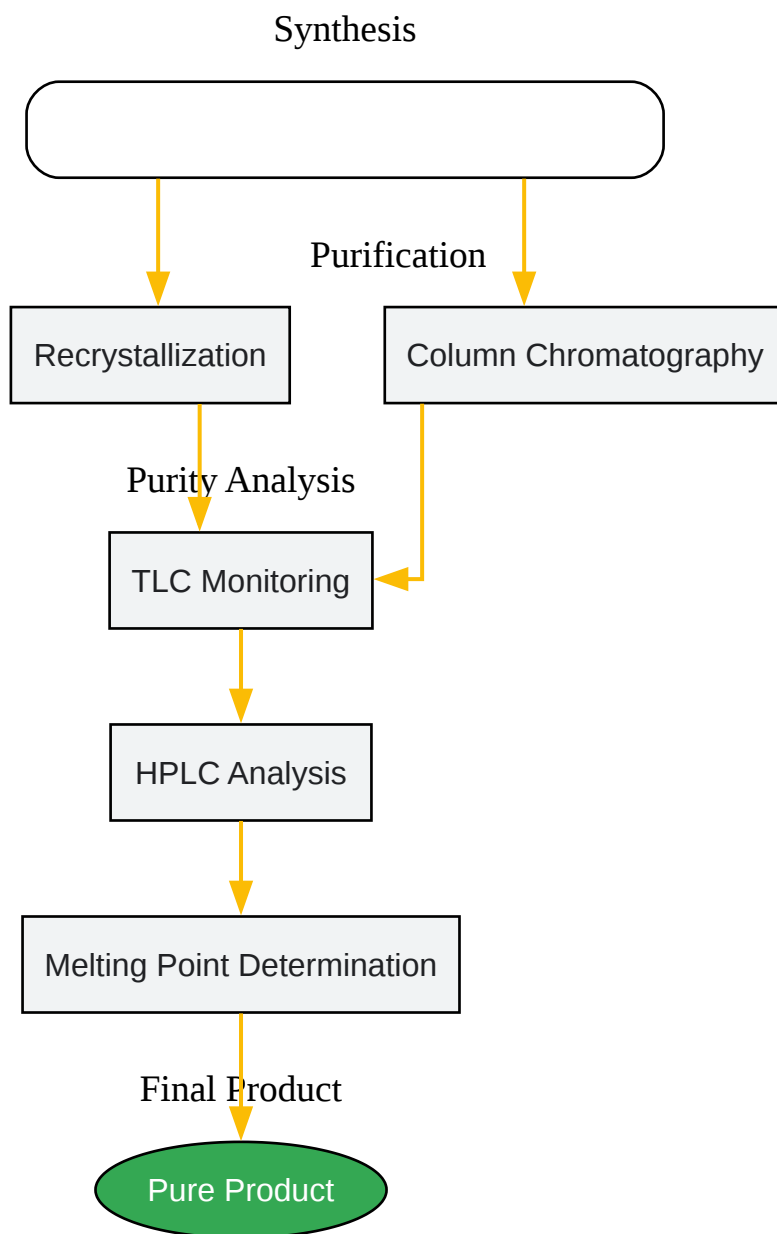 Synthesis
Purification
Recrystallization
Column Chromatography
Purity Analysis
TLC Monitoring
HPLC Analysis
Melting Point Determination
Final Product
Pure Product